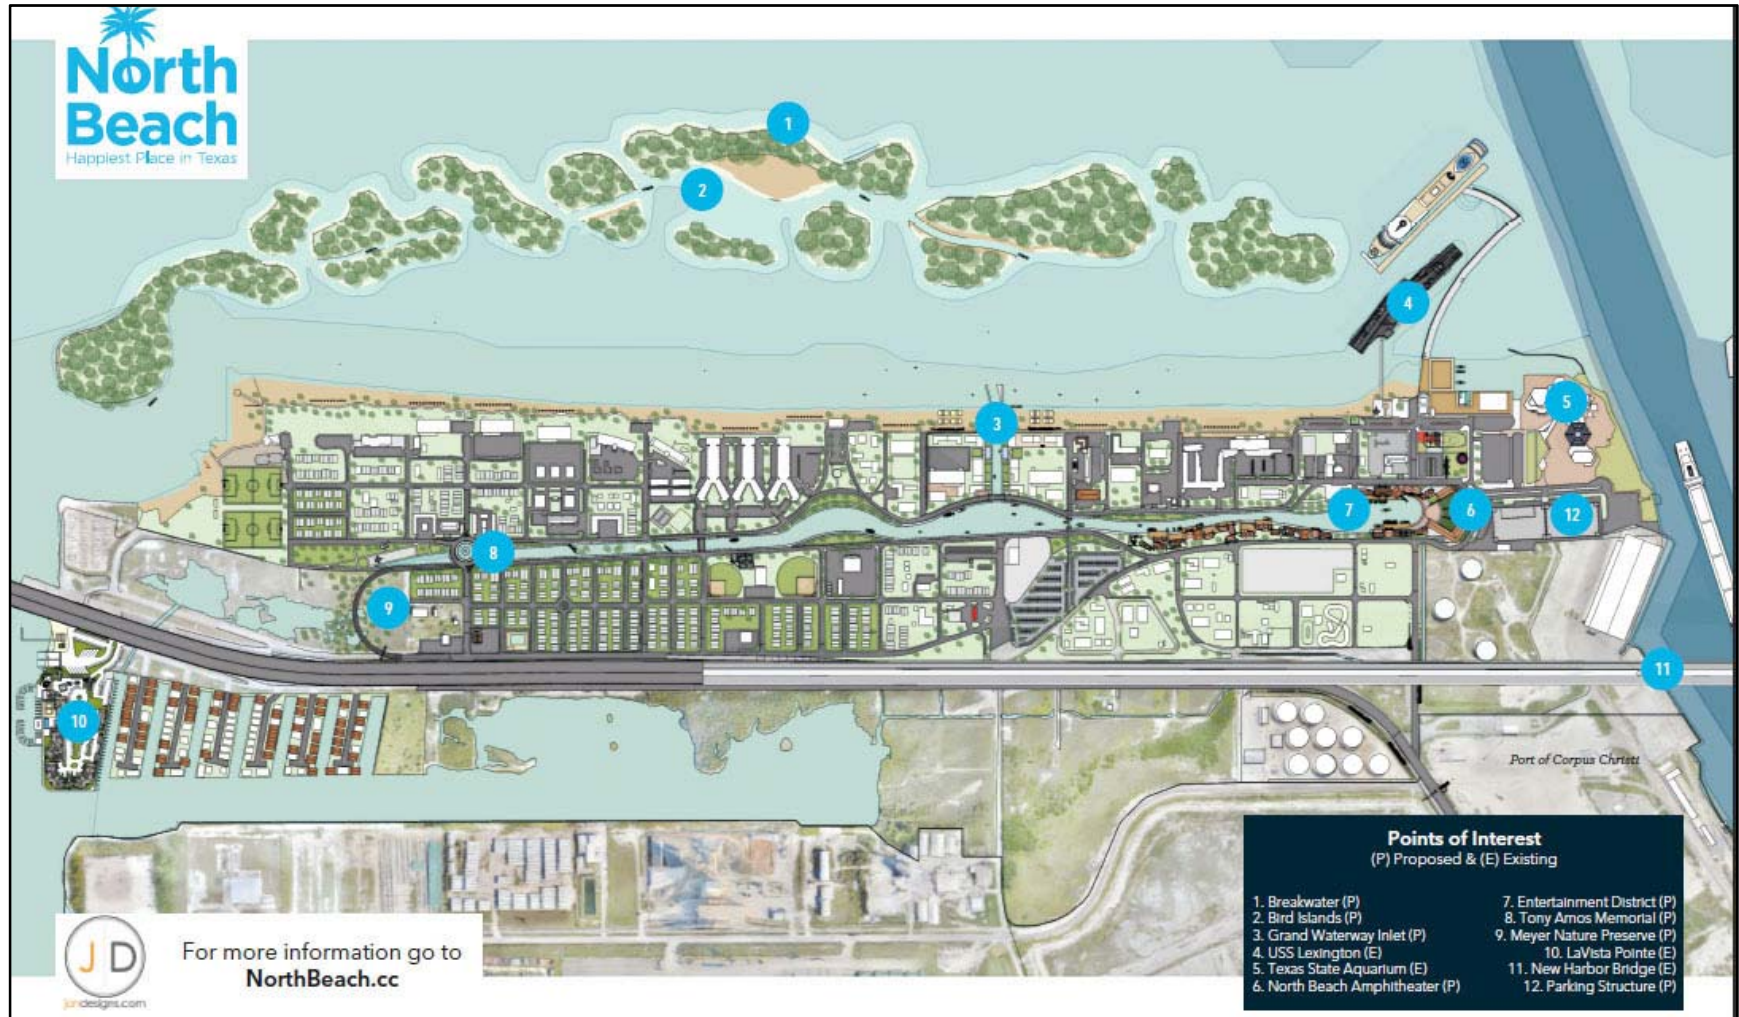 North
Beach
Happiest Place in Texas
1
2
3
4
5
6
7
8
9
10
11
12
Port of Corpus Christi
Points of Interest
(P) Proposed & (E) Existing
1. Breakwater (P)
2. Bird Islands (P)
3. Grand Waterway Inlet (P)
4. USS Lexington (E)
5. Texas State Aquarium (E)
6. North Beach Amphitheater (P)
7. Entertainment District (P)
8. Tony Amos Memorial (P)
9. Meyer Nature Preserve (P)
10. LaVista Pointe (E)
11. New Harbor Bridge (E)
12. Parking Structure (P)
JD
For more information go to
NorthBeach.cc